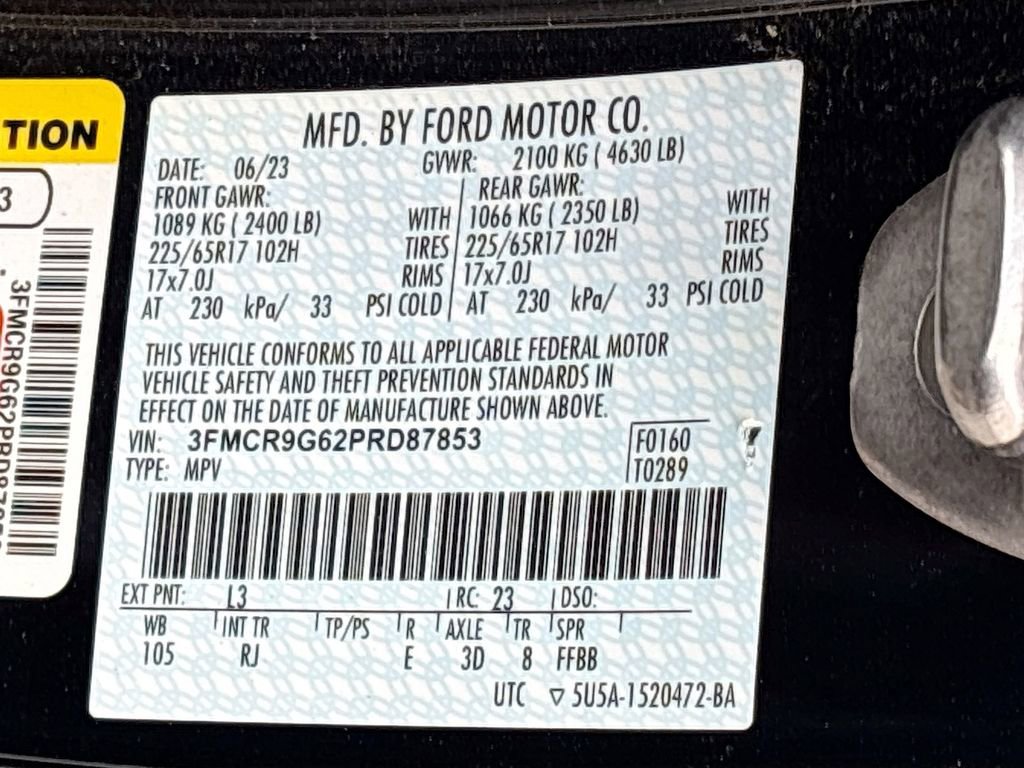 TION
3
3FMCR9G62PRD87853
MFD. BY FORD MOTOR CO.
DATE: 06/23 GVWR: 2100 KG ( 4630 LB)
FRONT GAWR: REAR GAWR:
1089 KG ( 2400 LB) WITH 1066 KG ( 2350 LB) WITH
225/65R17 102H TIRES 225/65R17 102H TIRES
17x7.0J RIMS 17x7.0J RIMS
AT 230 kPa/ 33 PSI COLD AT 230 kPa/ 33 PSI COLD
THIS VEHICLE CONFORMS TO ALL APPLICABLE FEDERAL MOTOR
VEHICLE SAFETY AND THEFT PREVENTION STANDARDS IN
EFFECT ON THE DATE OF MANUFACTURE SHOWN ABOVE.
VIN: 3FMCR9G62PRD87853 F0160
TYPE: MPV T0289
EXT PNT: L3 RC: 23 DSO:
WB INT TR TP/PS R AXLE TR SPR
105 RJ E 3D 8 FFBB
UTC ▽ 5U5A-1520472-BA